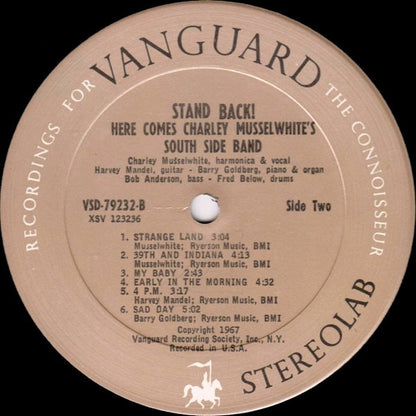 RECORDINGS FOR VANGUARD THE CONNOISSEUR
STAND BACK!
HERE COMES CHARLEY MUSSELWHITE'S
SOUTH SIDE BAND
Charley Musselwhite, harmonica & vocal
Harvey Mandel, guitar - Barry Goldberg, piano & organ
Bob Anderson, bass - Fred Below, drums
VSD-79232-B
Side Two
XSV 123236
1. STRANGE LAND 3:04
Musselwhite; Ryerson Music, BMI
2. 39TH AND INDIANA 4:13
Musselwhite; Ryerson Music, BMI
3. MY BABY 2:43
4. EARLY IN THE MORNING 4:32
5. 4 P.M. 3:17
Harvey Mandel; Ryerson Music, BMI
6. SAD DAY 5:02
Barry Goldberg; Ryerson Music, BMI
Copyright 1967
Vanguard Recording Society, Inc., N.Y.
Recorded in U.S.A.
STEREOLAB